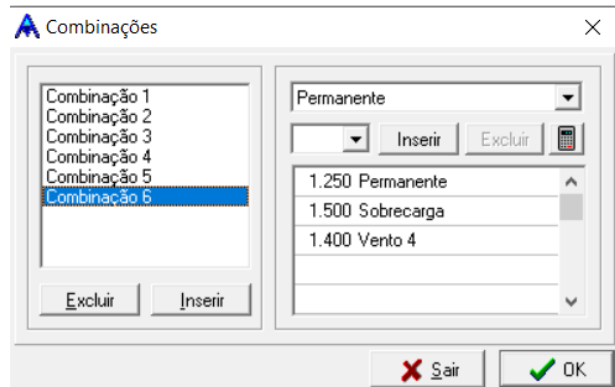 Combinações
Combinação 1
Combinação 2
Combinação 3
Combinação 4
Combinação 5
Combinação 6
Excluir Inserir
Permanente
Inserir Excluir
1.250 Permanente
1.500 Sobrecarga
1.400 Vento 4
Sair OK